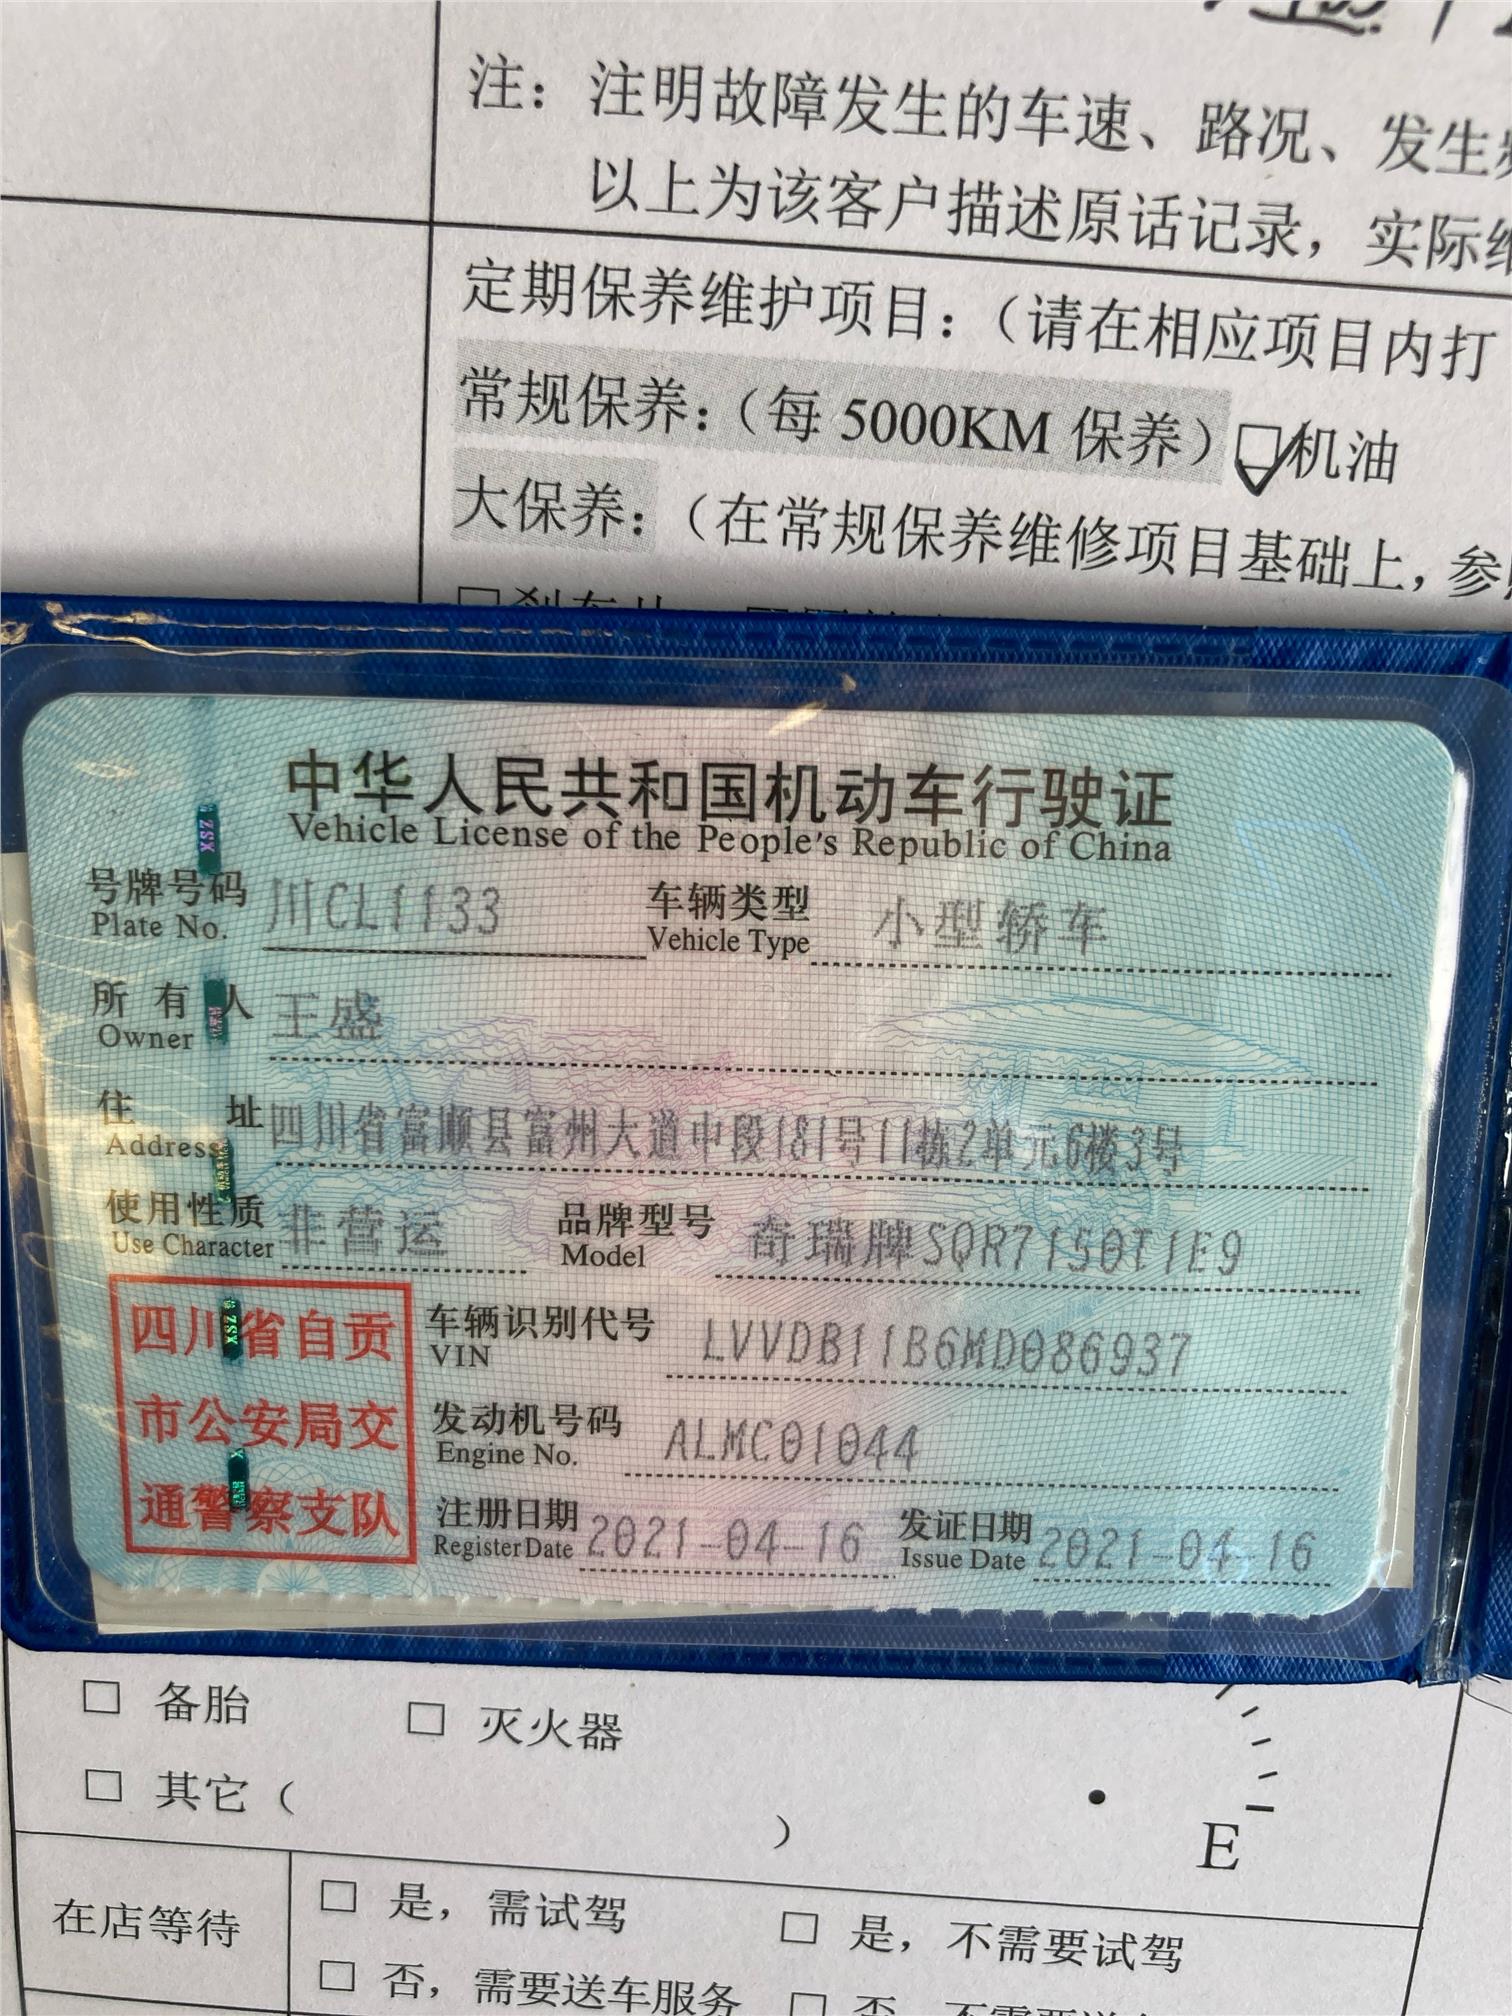 注：注明故障发生的车速、路况、发生
以上为该客户描述原话记录，实际维
定期保养维护项目：（请在相应项目内打
常规保养：（每 5000KM 保养）□机油
大保养：（在常规保养维修项目基础上，参
中华人民共和国机动车行驶证
Vehicle License of the People's Republic of China
号牌号码 川CL1133 车辆类型 小型轿车
Plate No. Vehicle Type
所有人 王盛
Owner
住址 四川省富顺县富州大道中段181号11栋2单元6楼3号
Address
使用性质 非营运 品牌型号 奇瑞牌SQR7150T1E9
Use Character Model
四川省自贡
市公安局交
通警察支队
车辆识别代号 LVVDB11B6MD086937
VIN
发动机号码 ALMC01044
Engine No.
注册日期 2021-04-16 发证日期 2021-04-16
Register Date Issue Date
□ 备胎 □ 灭火器
□ 其它（ ）
E
在店等待
□ 是，需试驾 □ 是，不需要试驾
□ 否，需要送车服务